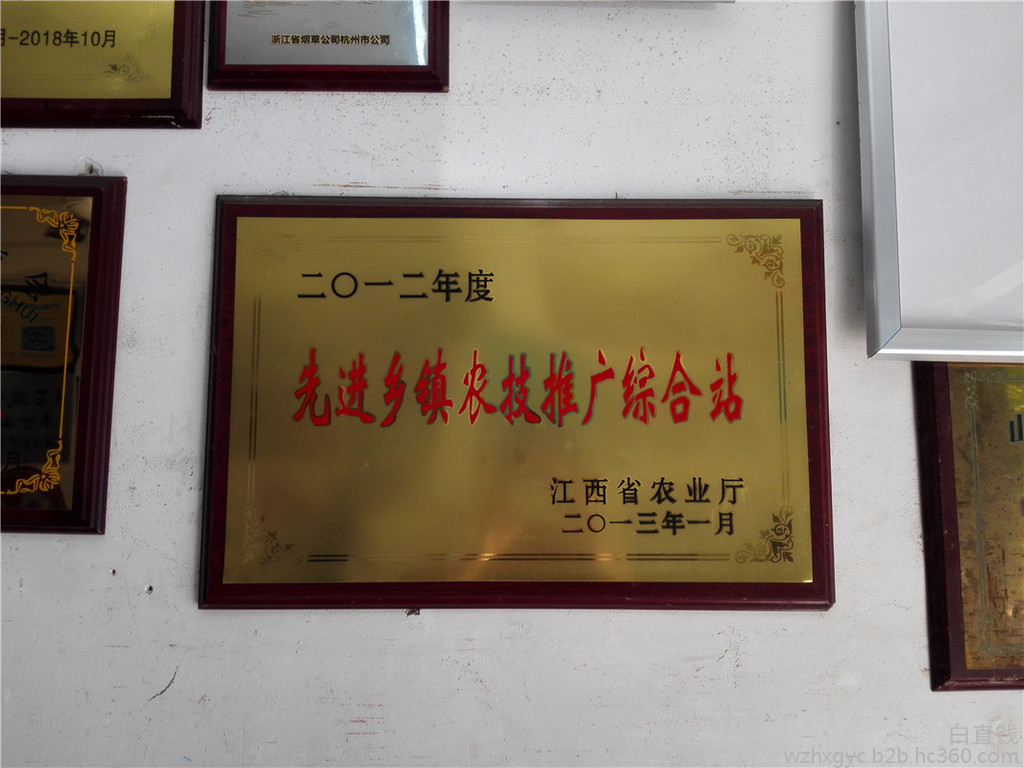 月-2018年10月
浙江省烟草公司杭州市公司
二〇一二年度
先进乡镇农技推广综合站
江西省农业厅
二〇一三年一月
月
白直钱
wzhxgyc.b2b.hc360.com